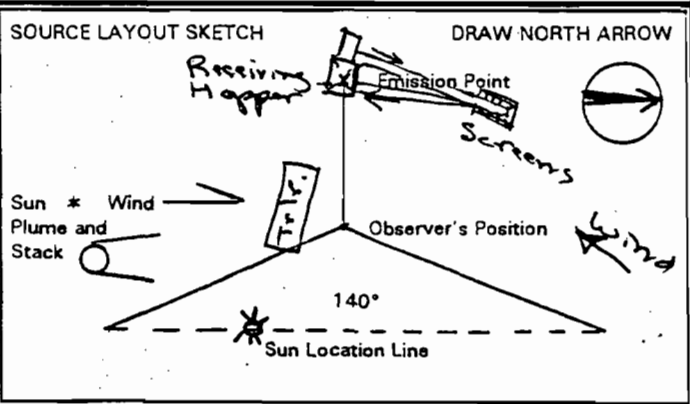 SOURCE LAYOUT SKETCH
DRAW NORTH ARROW
Receiving
Hopper
Emission Point
Screens
Sun * Wind
Plume and
Stack
Trlr.
Observer's Position
Wind
140°
Sun Location Line